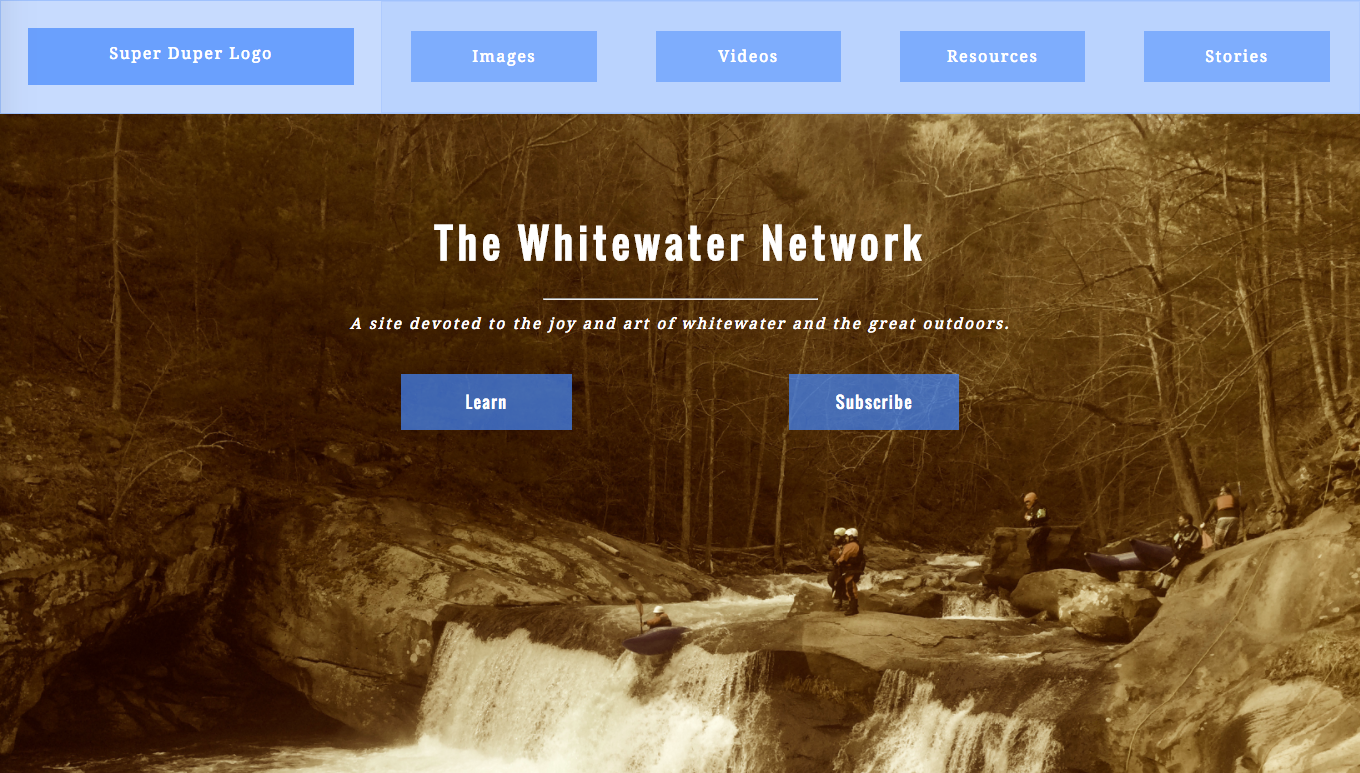 Super Duper Logo
Images
Videos
Resources
Stories
The Whitewater Network
A site devoted to the joy and art of whitewater and the great outdoors.
Learn
Subscribe